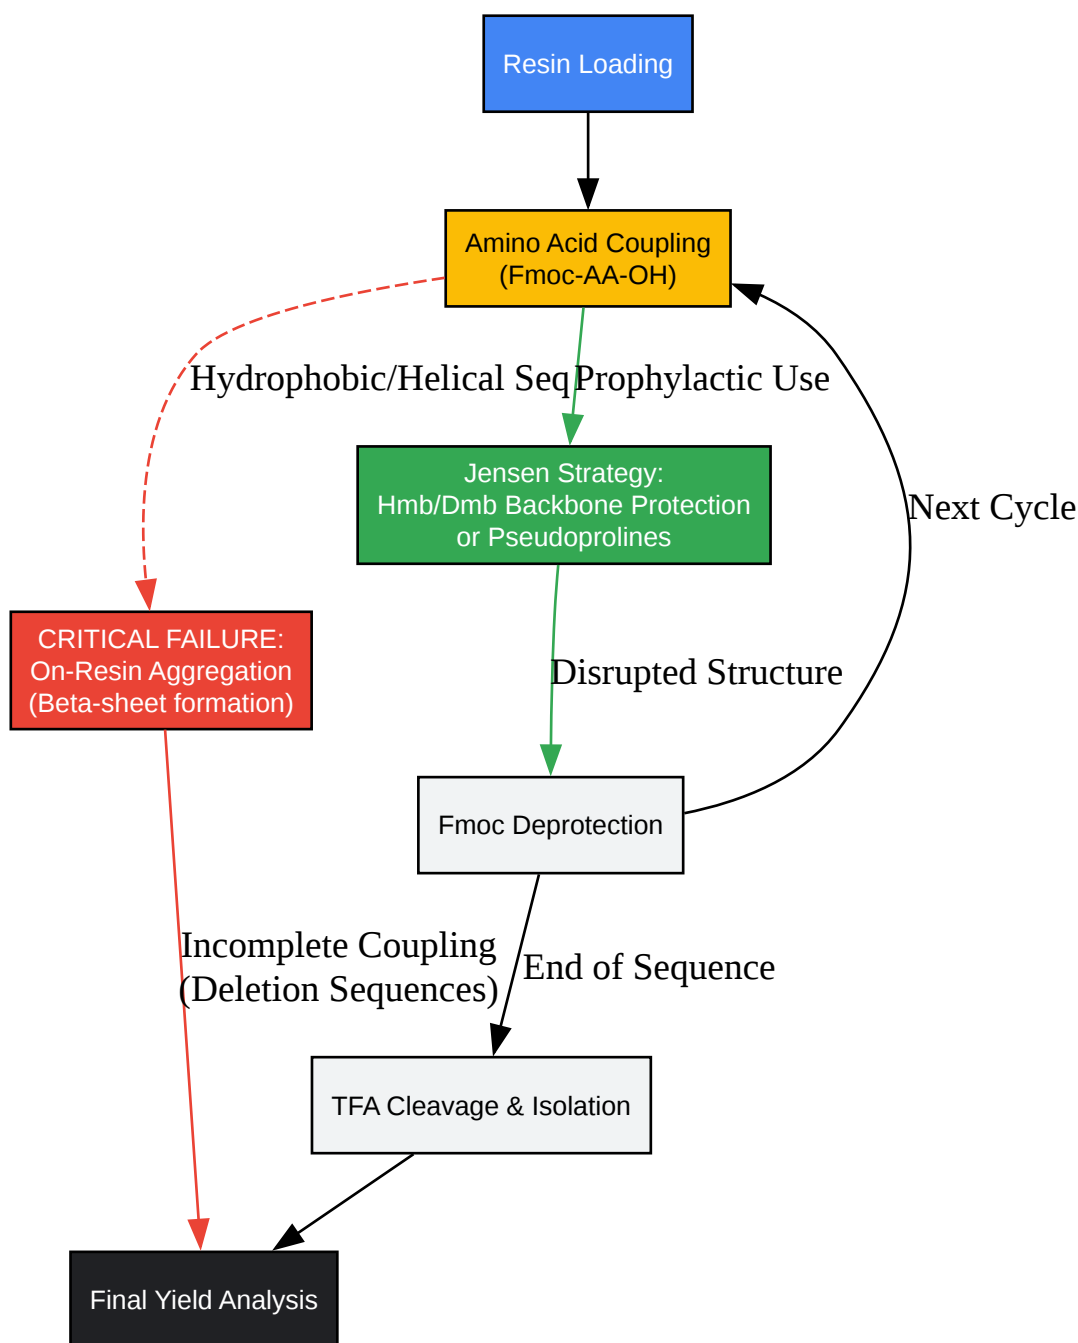 Resin Loading
Amino Acid Coupling
(Fmoc-AA-OH)
Hydrophobic/Helical Seq
Prophylactic Use
Jensen Strategy:
Hmb/Dmb Backbone Protection
or Pseudoprolines
Next Cycle
CRITICAL FAILURE:
On-Resin Aggregation
(Beta-sheet formation)
Disrupted Structure
Fmoc Deprotection
Incomplete Coupling
(Deletion Sequences)
End of Sequence
TFA Cleavage & Isolation
Final Yield Analysis